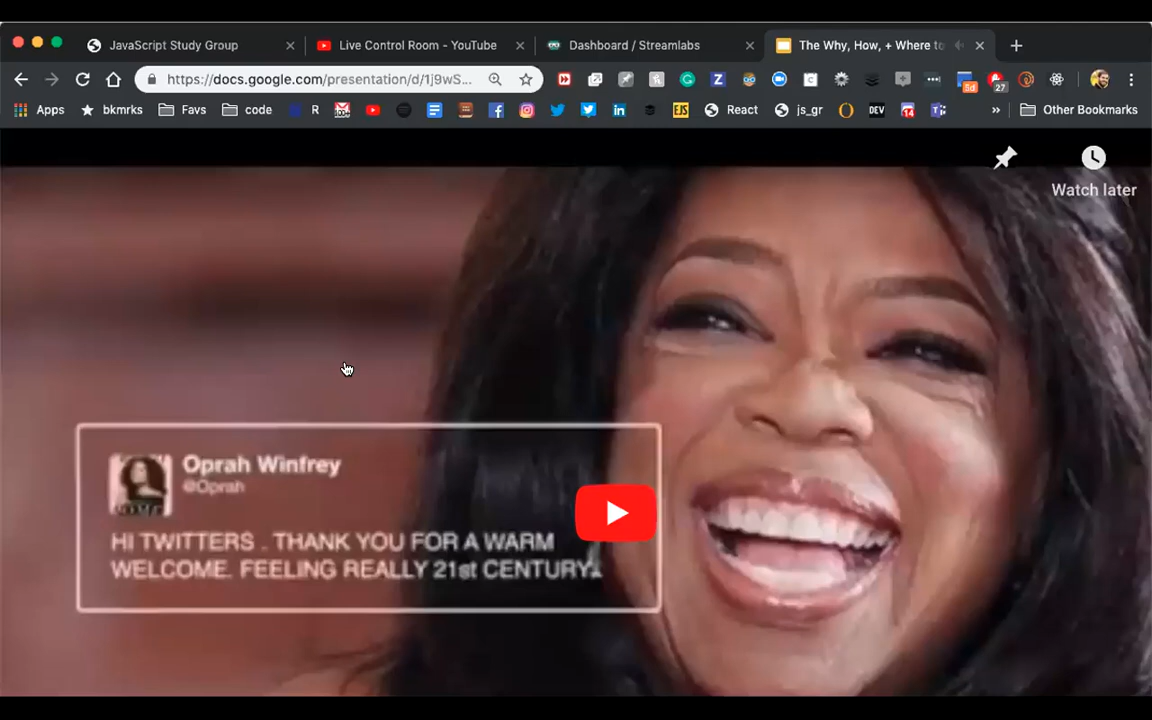 JavaScript Study Group
Live Control Room - YouTube
Dashboard / Streamlabs
The Why, How, + Where to
https://docs.google.com/presentation/d/1j9wS...
Apps
bkmrks
Favs
code
R
React
js_gr
Other Bookmarks
Watch later
Oprah Winfrey
@Oprah
HI TWITTERS . THANK YOU FOR A WARM
WELCOME. FEELING REALLY 21st CENTURY.